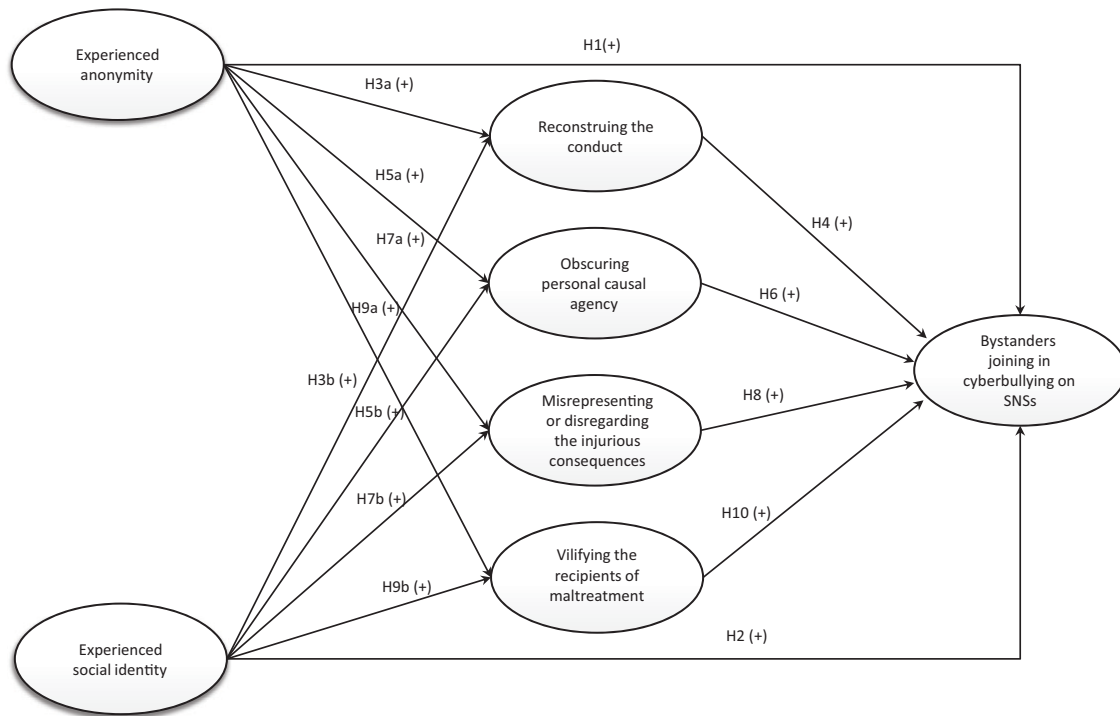 Experienced
anonymity
H1(+)
H3a (+)
Reconstruing the
conduct
H5a (+)
H4 (+)
H7a (+)
Obscuring
personal causal
agency
H6 (+)
H9a (+)
Bystanders
joining in
cyberbullying on
SNSs
H3b (+)
Misrepresenting
or disregarding
the injurious
consequences
H8 (+)
H5b (+)
H7b (+)
H10 (+)
Vilifying the
recipients of
maltreatment
H9b (+)
H2 (+)
Experienced
social identity